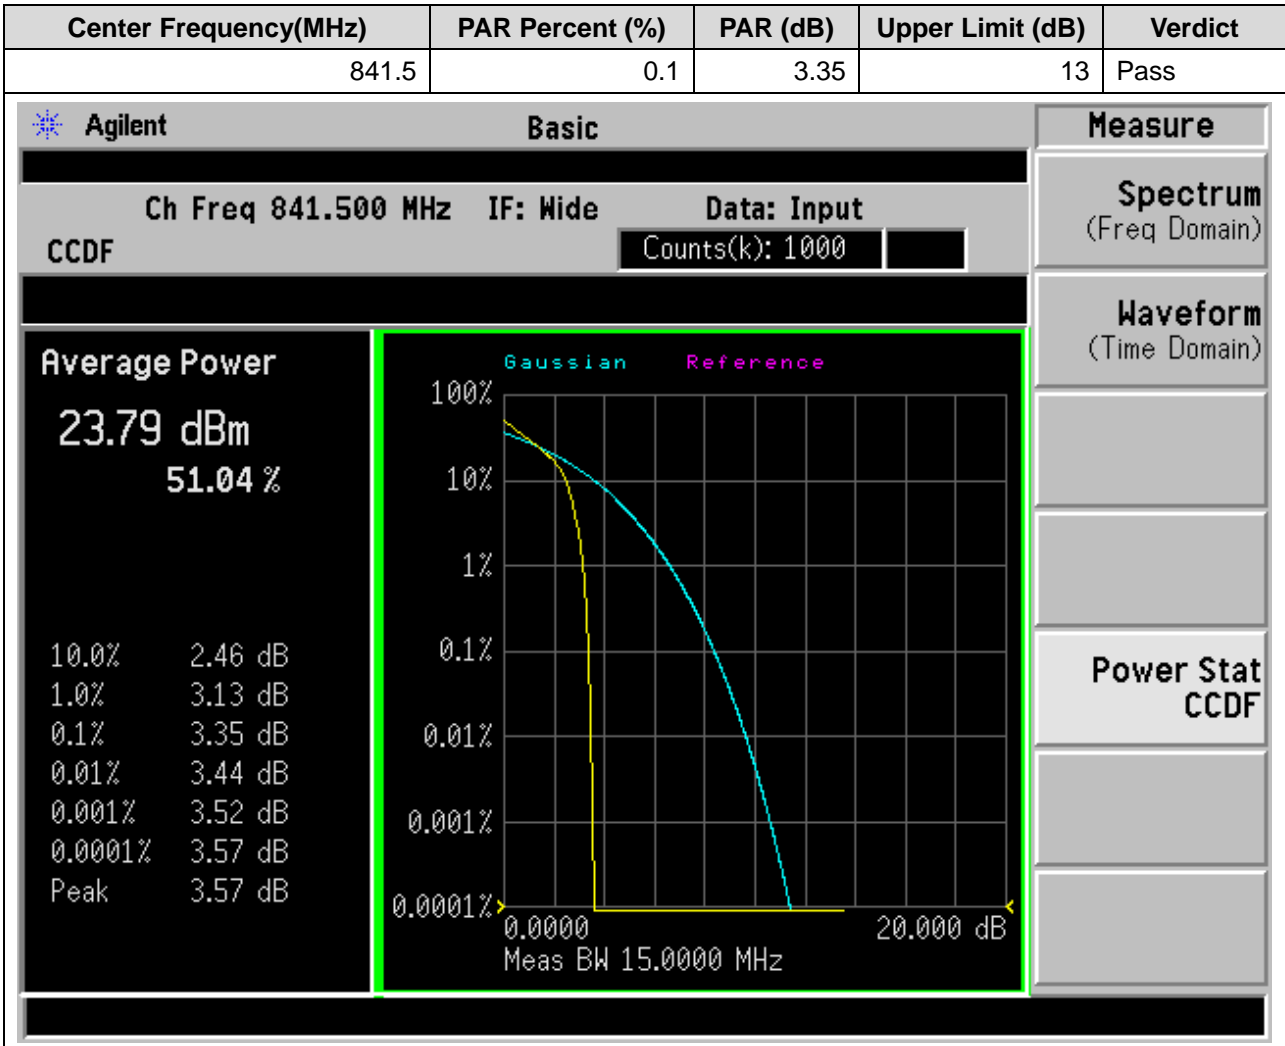 Center Frequency(MHz) PAR Percent (%) PAR (dB) Upper Limit (dB) Verdict
841.5 0.1 3.35 13 Pass
Agilent Basic Measure
Ch Freq 841.500 MHz IF: Wide Data: Input
CCDF Counts(k): 1000
Spectrum
(Freq Domain)
Waveform
(Time Domain)
Power Stat
CCDF
Average Power
23.79 dBm
51.04 %
10.0% 2.46 dB
1.0% 3.13 dB
0.1% 3.35 dB
0.01% 3.44 dB
0.001% 3.52 dB
0.0001% 3.57 dB
Peak 3.57 dB
Gaussian Reference
100%
10%
1%
0.1%
0.01%
0.001%
0.0001%
0.0000 20.000 dB
Meas BW 15.0000 MHz